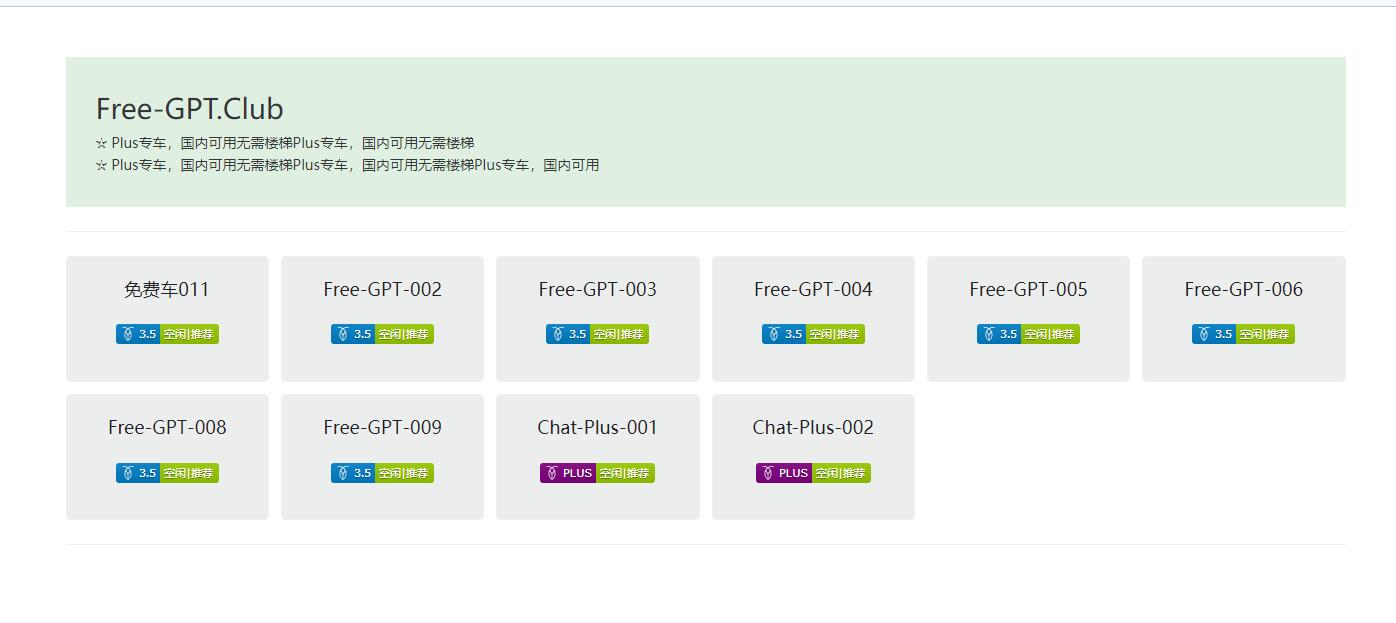 Free-GPT.Club
☆ Plus专车，国内可用无需楼梯Plus专车，国内可用无需楼梯
☆ Plus专车，国内可用无需楼梯Plus专车，国内可用无需楼梯Plus专车，国内可用
免费车011
3.5 空闲|推荐
Free-GPT-002
3.5 空闲|推荐
Free-GPT-003
3.5 空闲|推荐
Free-GPT-004
3.5 空闲|推荐
Free-GPT-005
3.5 空闲|推荐
Free-GPT-006
3.5 空闲|推荐
Free-GPT-008
3.5 空闲|推荐
Free-GPT-009
3.5 空闲|推荐
Chat-Plus-001
PLUS 空闲|推荐
Chat-Plus-002
PLUS 空闲|推荐